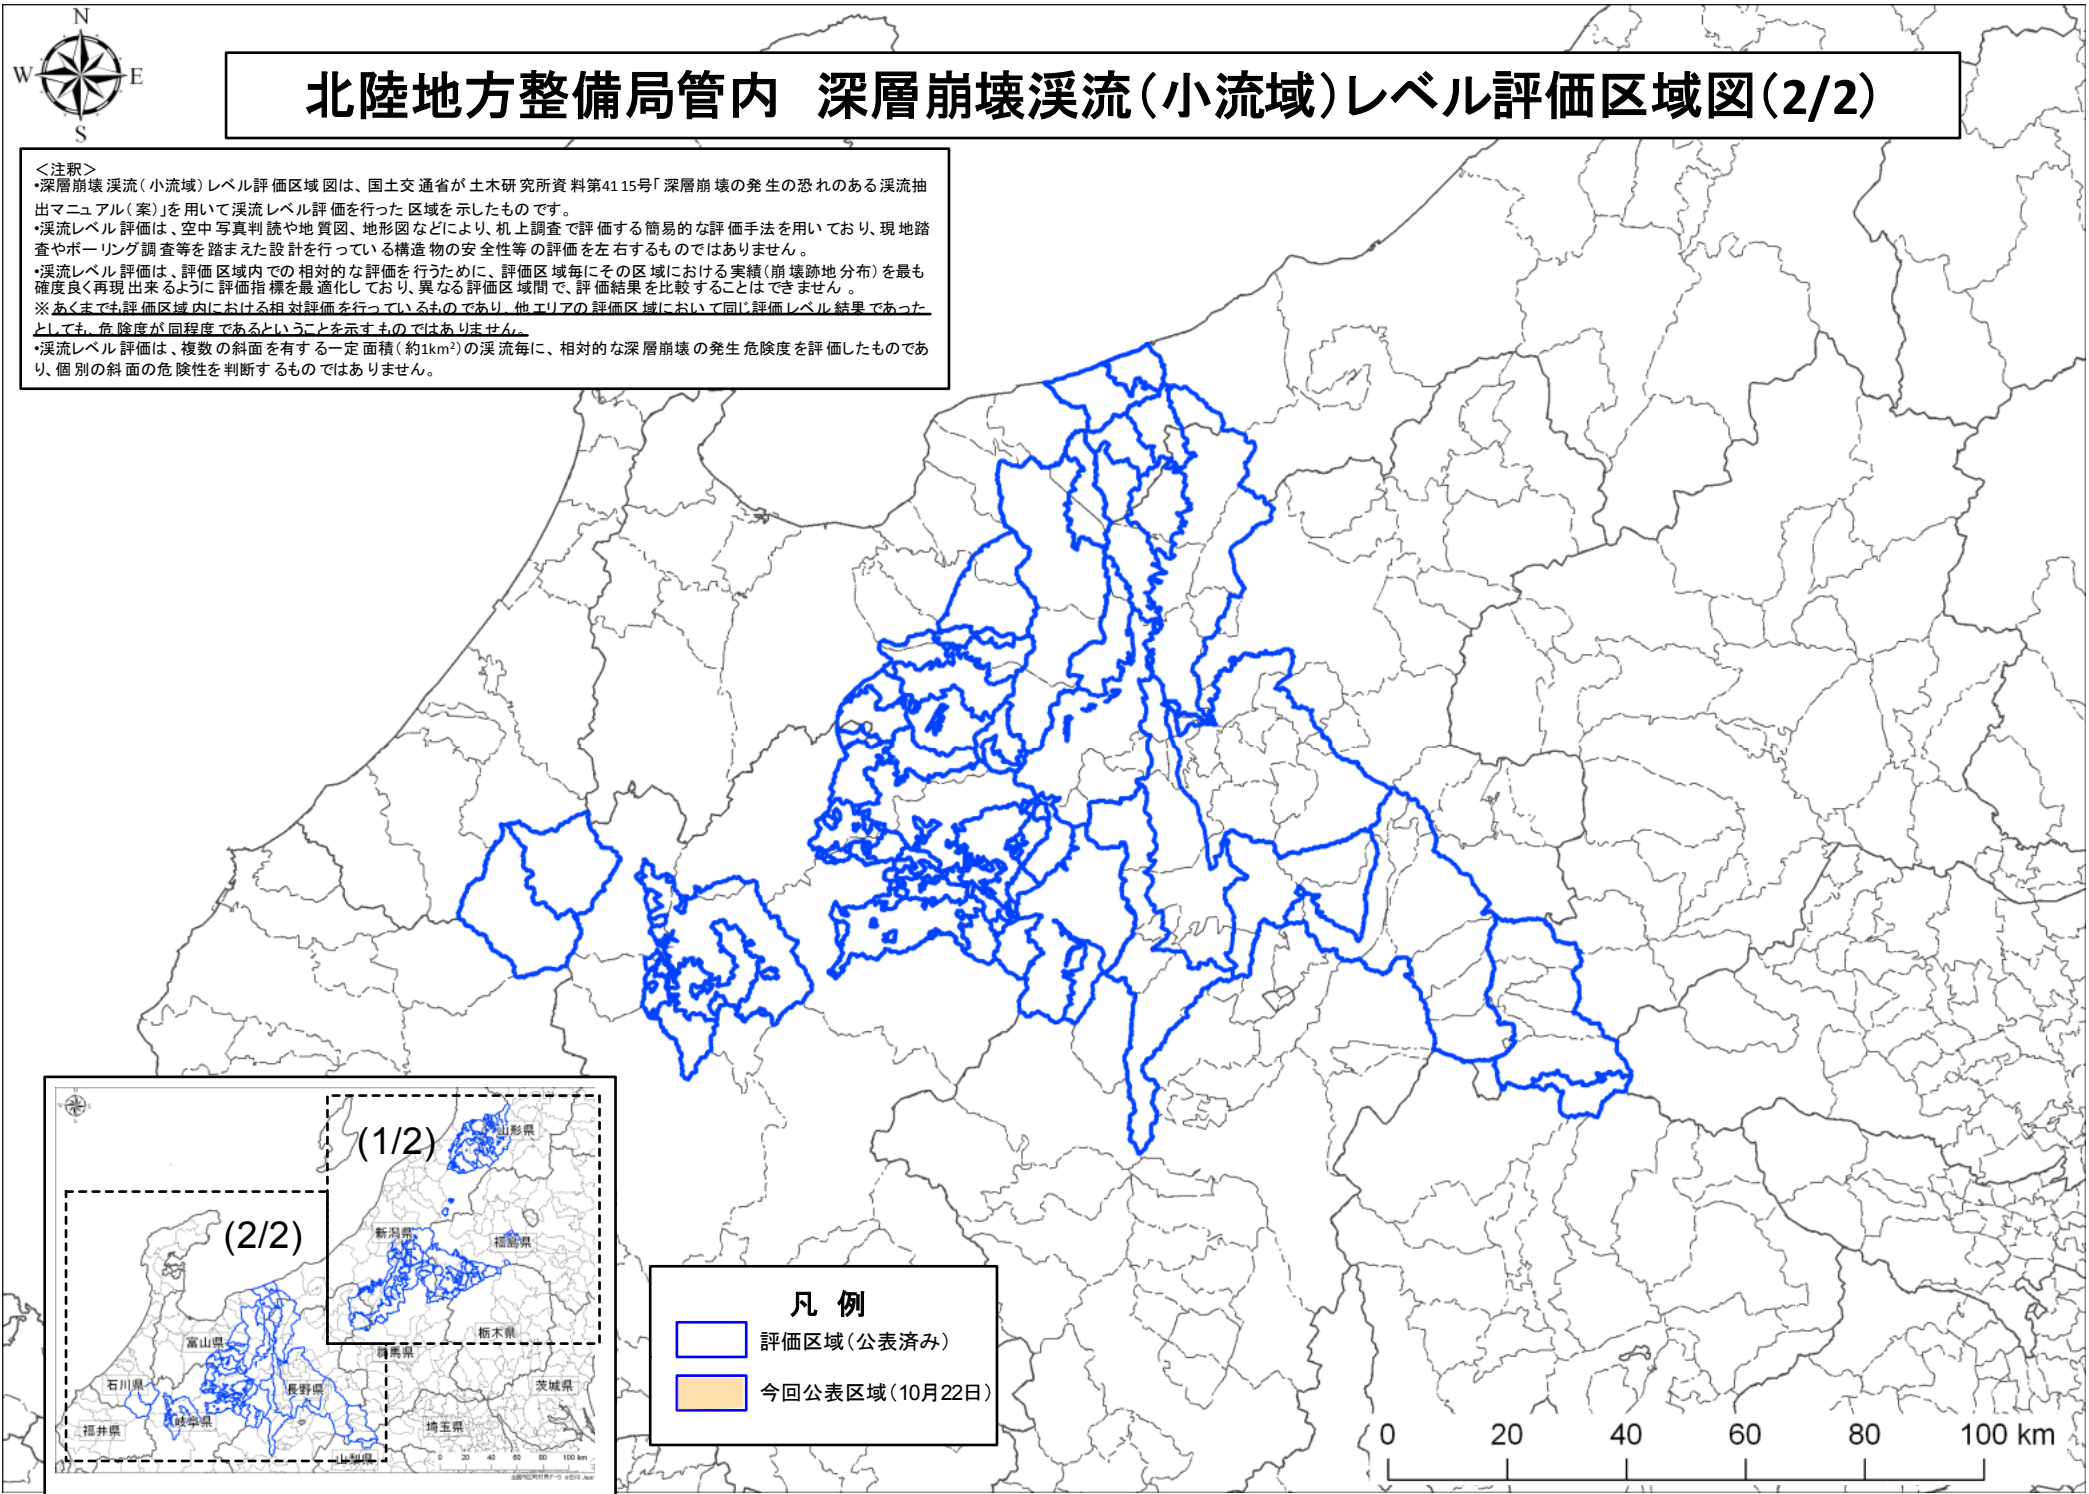 N
W
E
S
北陸地方整備局管内 深層崩壊渓流（小流域）レベル評価区域図（2/2）
＜注釈＞
・深層崩壊渓流（小流域）レベル評価区域図は、国土交通省が土木研究所資料第4115号「深層崩壊の発生の恐れのある渓流抽
出マニュアル（案）」を用いて渓流レベル評価を行った区域を示したものです。
・渓流レベル評価は、空中写真判読や地質図、地形図などにより、机上調査で評価する簡易的な評価手法を用いており、現地踏
査やボーリング調査等を踏まえた設計を行っている構造物の安全性等の評価を左右するものではありません。
・渓流レベル評価は、評価区域内での相対的な評価を行うために、評価区域毎にその区域における実績（崩壊跡地分布）を最も
確度良く再現出来るように評価指標を最適化しており、異なる評価区域間で、評価結果を比較することはできません。
※あくまでも評価区域内における相対評価を行っているものであり、他エリアの評価区域において同じ評価レベル結果であった
としても、危険度が同程度であるということを示すものではありません。
・渓流レベル評価は、複数の斜面を有する一定面積（約1km²）の渓流毎に、相対的な深層崩壊の発生危険度を評価したものであ
り、個別の斜面の危険性を判断するものではありません。
(1/2)
山形県
(2/2)
新潟県
福島県
富山県
栃木県
群馬県
石川県
長野県
茨城県
岐阜県
福井県
埼玉県
山梨県
0 20 40 60 80 100 km
凡 例
評価区域（公表済み）
今回公表区域（10月22日）
0 20 40 60 80 100 km